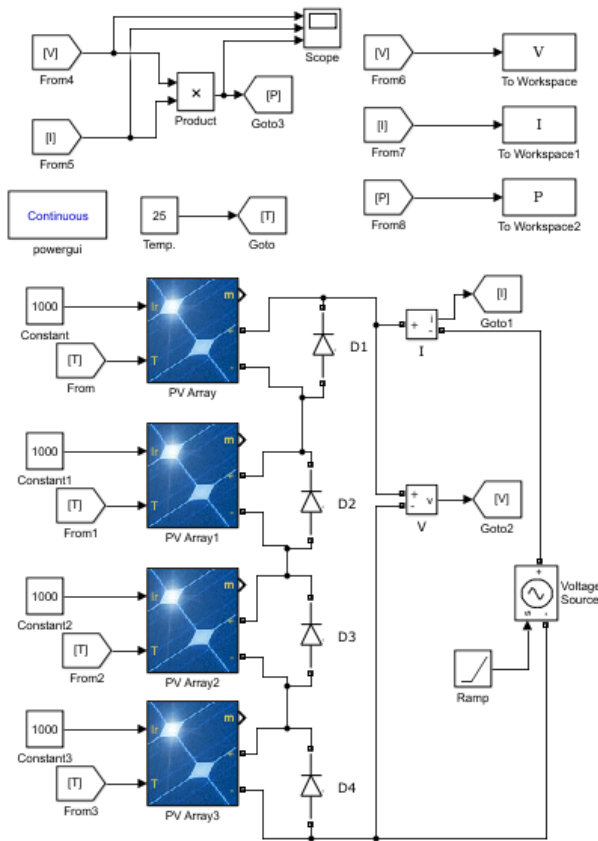 [V]
From4
[I]
From5
×
Product
[P]
Goto3
Scope
[V]
From6
V
To Workspace
[I]
From7
I
To Workspace1
[P]
From8
P
To Workspace2
Continuous
powergui
25
Temp.
[T]
Goto
1000
Constant
[T]
From
Ir
T
m
+
-
PV Array
D1
+
i
-
I
[I]
Goto1
1000
Constant1
[T]
From1
Ir
T
m
+
-
PV Array1
D2
+
-
v
V
[V]
Goto2
1000
Constant2
[T]
From2
Ir
T
m
+
-
PV Array2
D3
+
s
-
Voltage
Source
Ramp
1000
Constant3
[T]
From3
Ir
T
m
+
-
PV Array3
D4